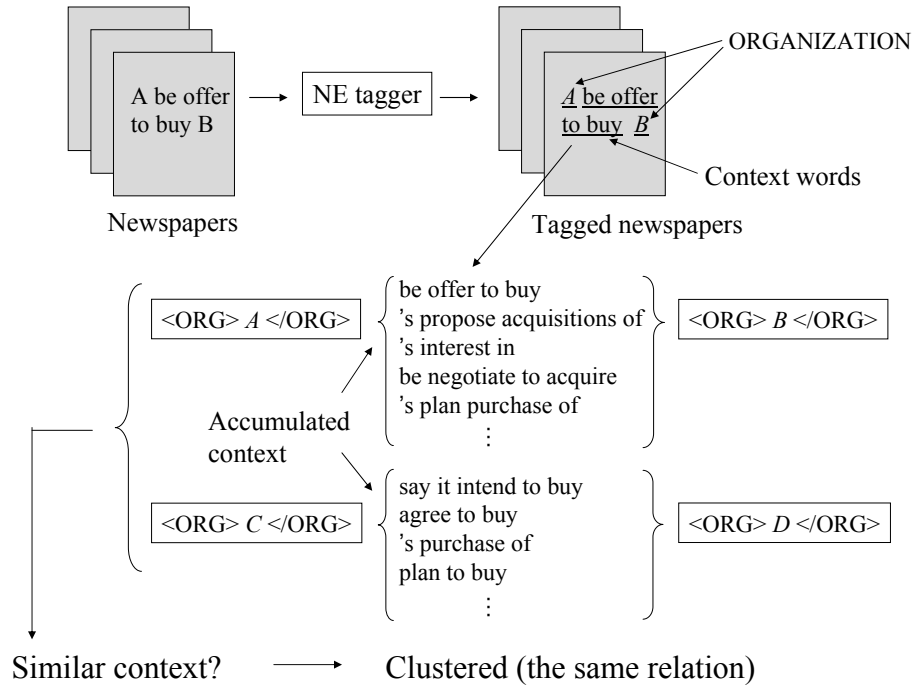 A be offer
to buy B
NE tagger
ORGANIZATION
A be offer
to buy B
Context words
Newspapers
Tagged newspapers
<ORG> A </ORG>
be offer to buy
's propose acquisitions of
's interest in
be negotiate to acquire
's plan purchase of
⋮
<ORG> B </ORG>
Accumulated
context
<ORG> C </ORG>
say it intend to buy
agree to buy
's purchase of
plan to buy
⋮
<ORG> D </ORG>
Similar context?
Clustered (the same relation)